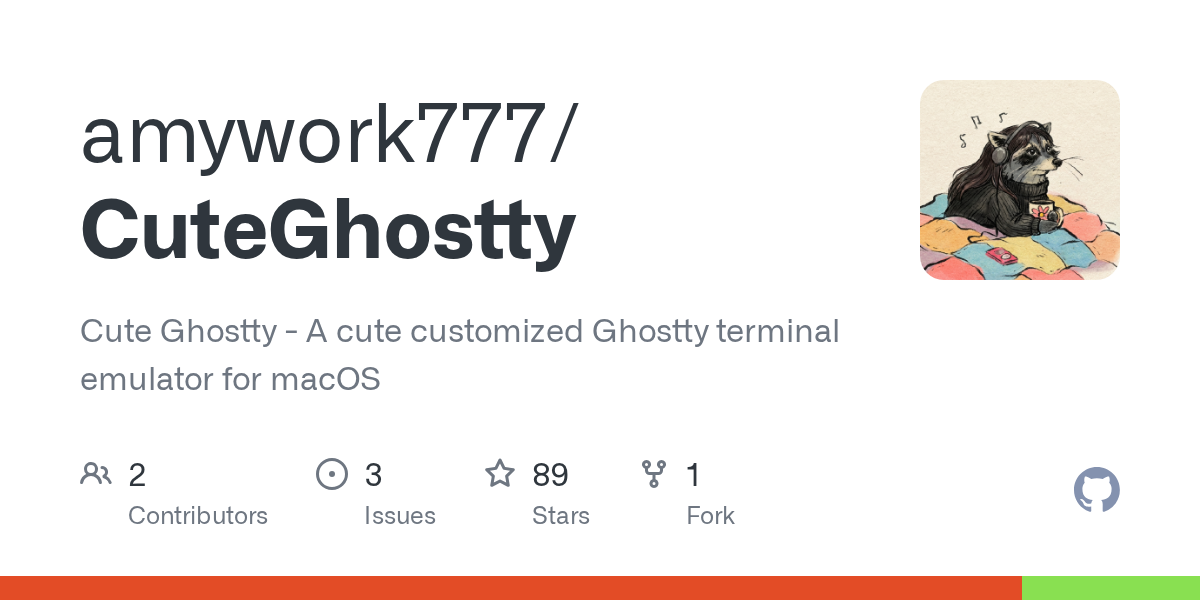 amywork777/
CuteGhostty
Cute Ghostty - A cute customized Ghostty terminal
emulator for macOS
2
Contributors
3
Issues
89
Stars
1
Fork